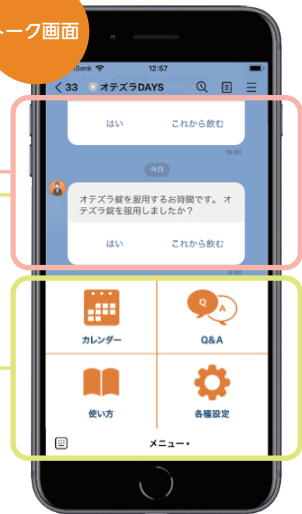 トーク画面
12:57
33
オテズラDAYS
はい
これから飲む
今日
オテズラ錠を服用するお時間です。 オ
テズラ錠を服用しましたか？
はい
これから飲む
カレンダー
Q
A
Q&A
使い方
各種設定
メニュー